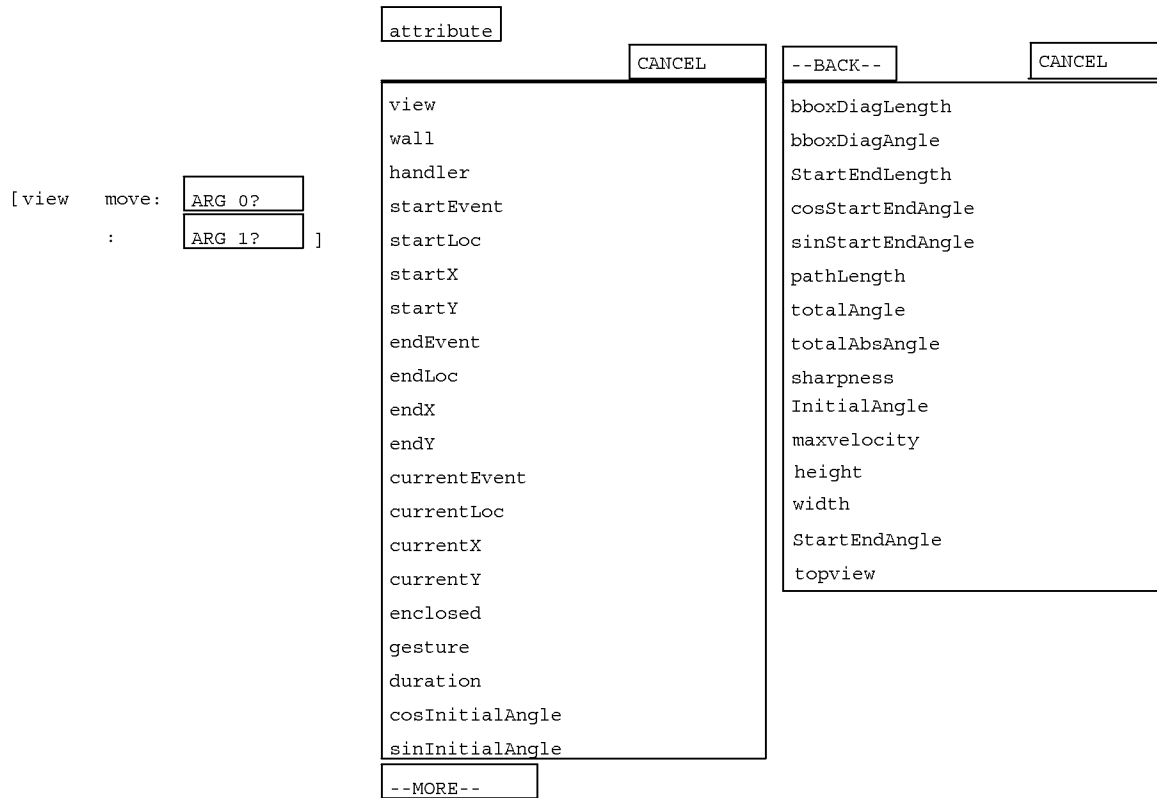 [view move: ARG 0?
: ARG 1? ]
attribute
CANCEL
view
wall
handler
startEvent
startLoc
startX
startY
endEvent
endLoc
endX
endY
currentEvent
currentLoc
currentX
currentY
enclosed
gesture
duration
cosInitialAngle
sinInitialAngle
--MORE--
--BACK-- CANCEL
bboxDiagLength
bboxDiagAngle
StartEndLength
cosStartEndAngle
sinStartEndAngle
pathLength
totalAngle
totalAbsAngle
sharpness
InitialAngle
maxvelocity
height
width
StartEndAngle
topview